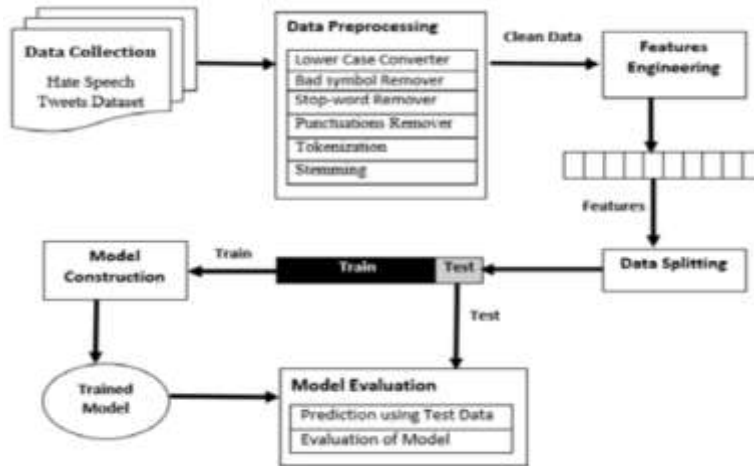 Data Collection
Hate Speech
Tweets Dataset
Data Preprocessing
Lower Case Converter
Bad symbol Remover
Stop-word Remover
Punctuations Remover
Tokenization
Stemming
Clean Data
Features
Engineering
Features
Data Splitting
Train
Test
Train
Test
Model
Construction
Trained
Model
Model Evaluation
Prediction using Test Data
Evaluation of Model